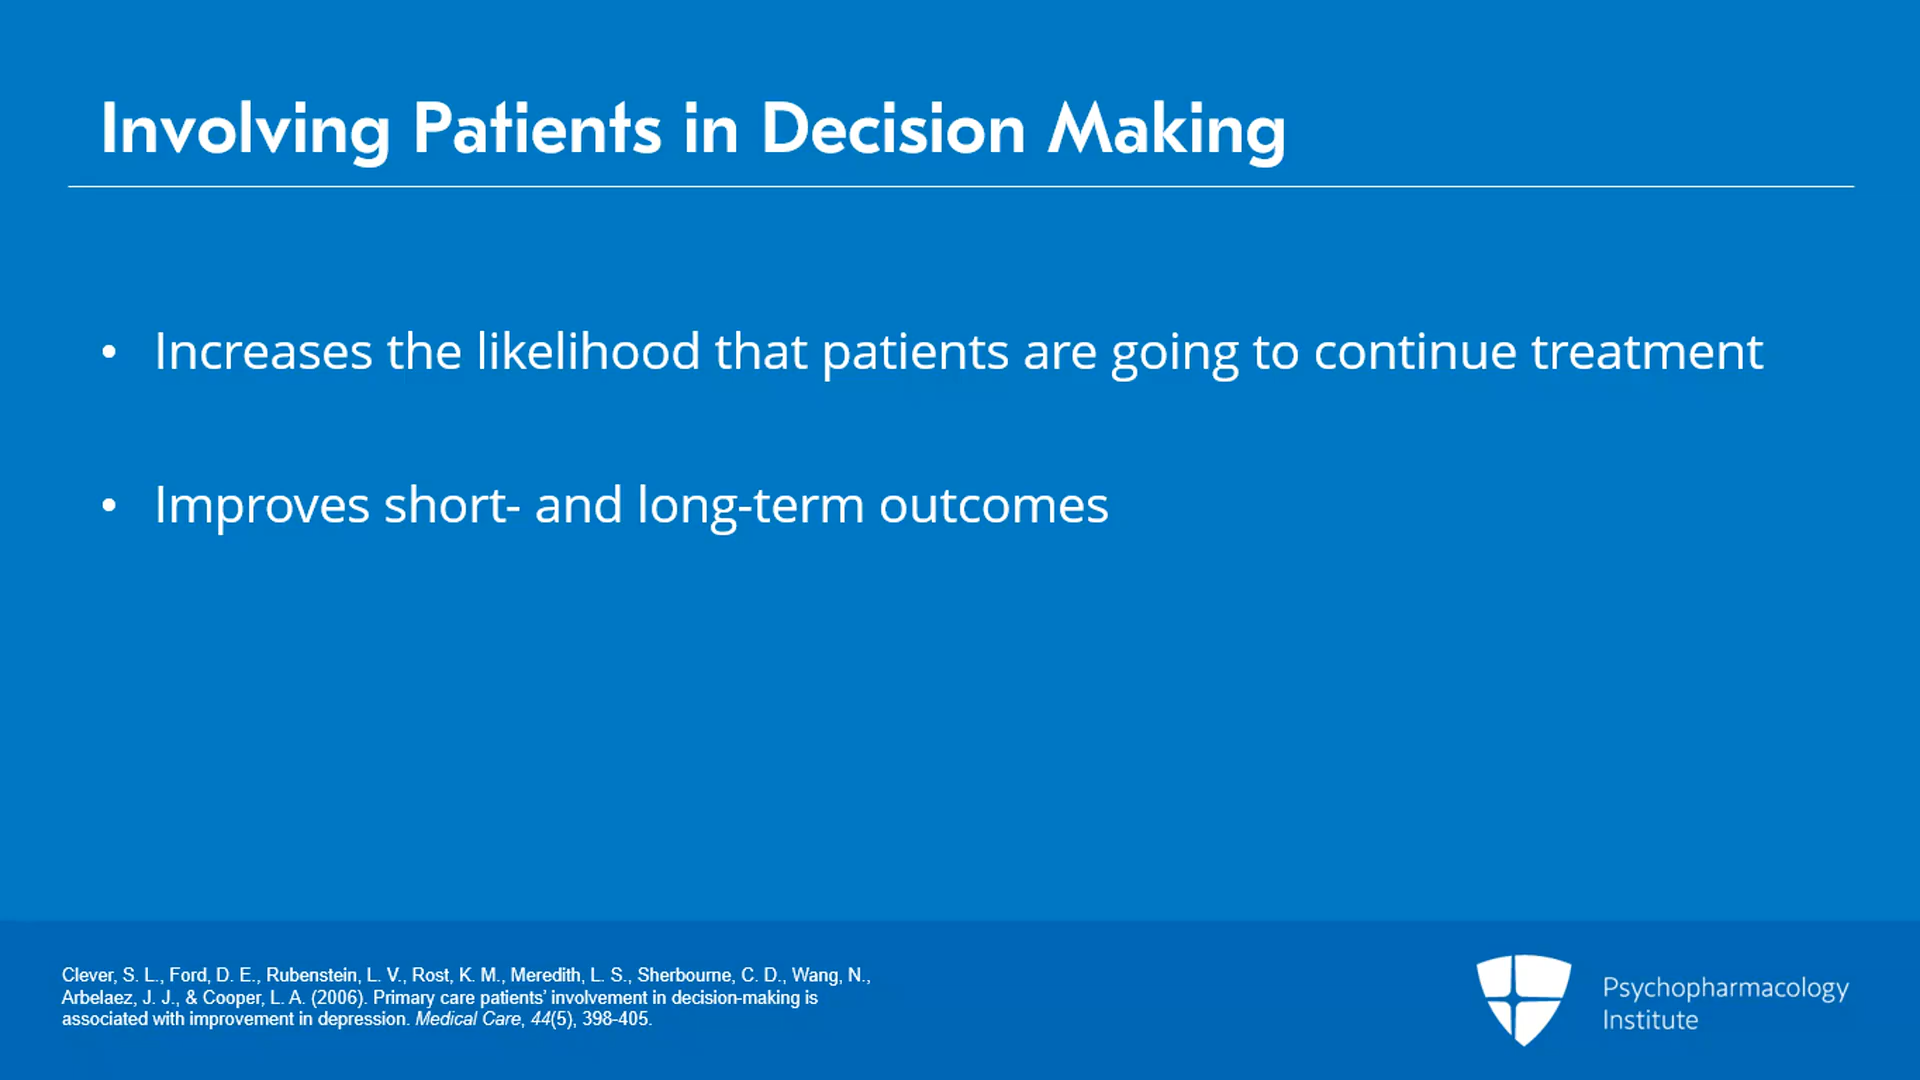 Involving Patients in Decision Making
• Increases the likelihood that patients are going to continue treatment
• Improves short- and long-term outcomes
Clever, S. L., Ford, D. E., Rubenstein, L. V., Rost, K. M., Meredith, L. S., Sherbourne, C. D., Wang, N.,
Arbelaez, J. J., & Cooper, L. A. (2006). Primary care patients’ involvement in decision-making is
associated with improvement in depression. Medical Care, 44(5), 398-405.
Psychopharmacology
Institute